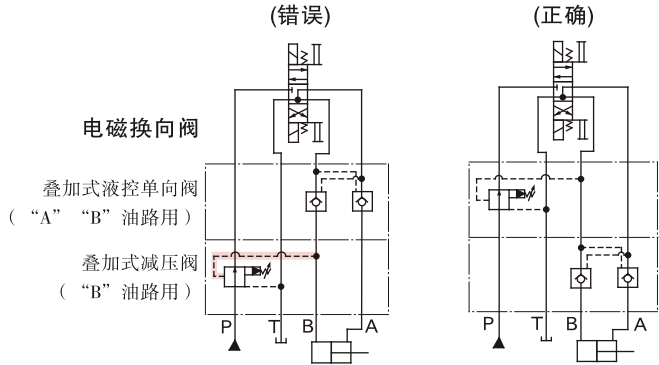 (错误)
(正确)
电磁换向阀
叠加式液控单向阀
（“A”“B”油路用）
叠加式减压阀
（“B”油路用）
P T B A
P T B A